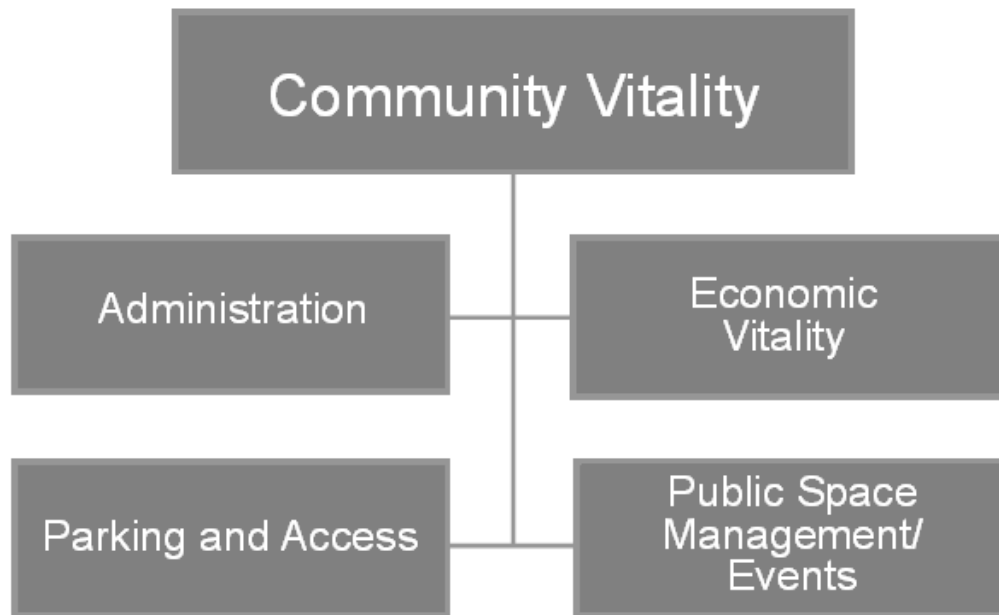 Community Vitality
Administration
Economic
Vitality
Parking and Access
Public Space
Management/
Events